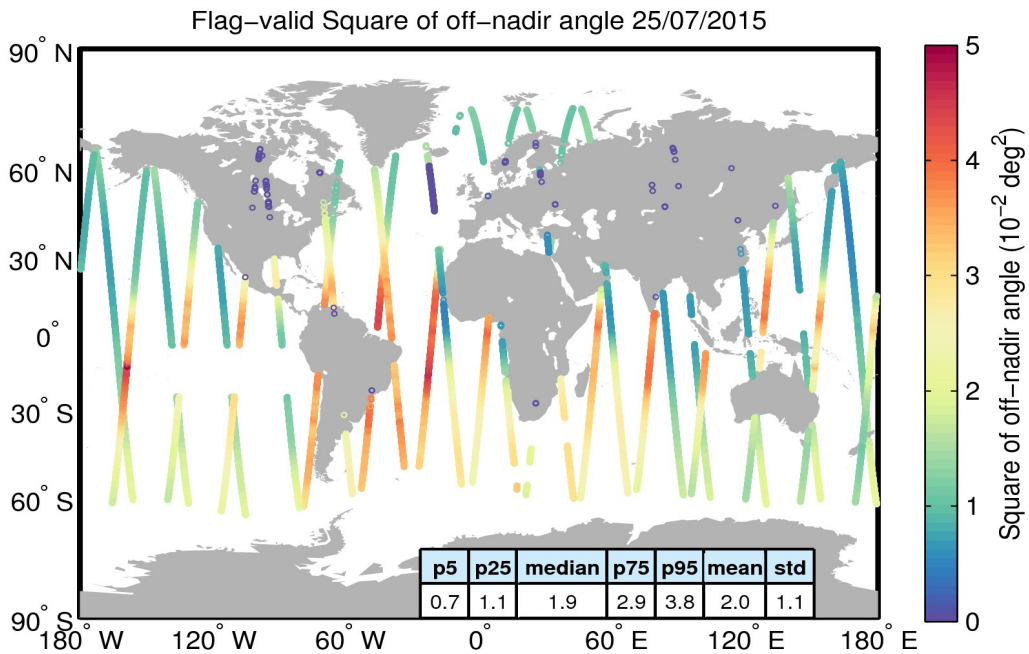 Flag−valid Square of off−nadir angle 25/07/2015
90° N
60° N
30° N
0°
30° S
60° S
90° S
180° W
120° W
60° W
0°
60° E
120° E
180° E
p5 p25 median p75 p95 mean std
0.7 1.1 1.9 2.9 3.8 2.0 1.1
5
4
3
2
1
0
Square of off−nadir angle (10⁻² deg²)